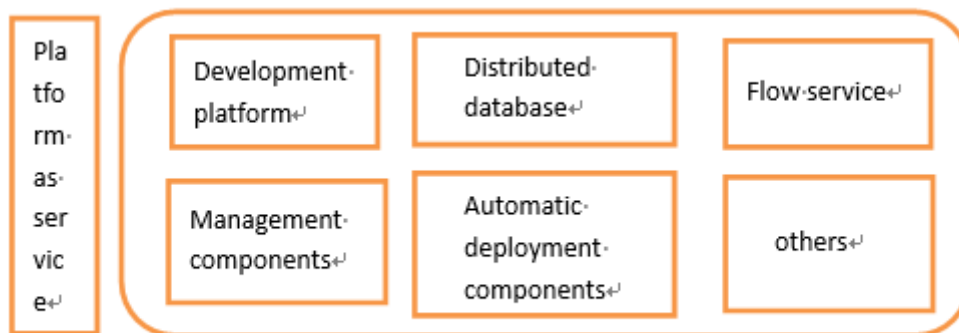 Pla
tfo
rm
as
ser
vic
e
Development
platform
Distributed
database
Flow service
Management
components
Automatic
deployment
components
others